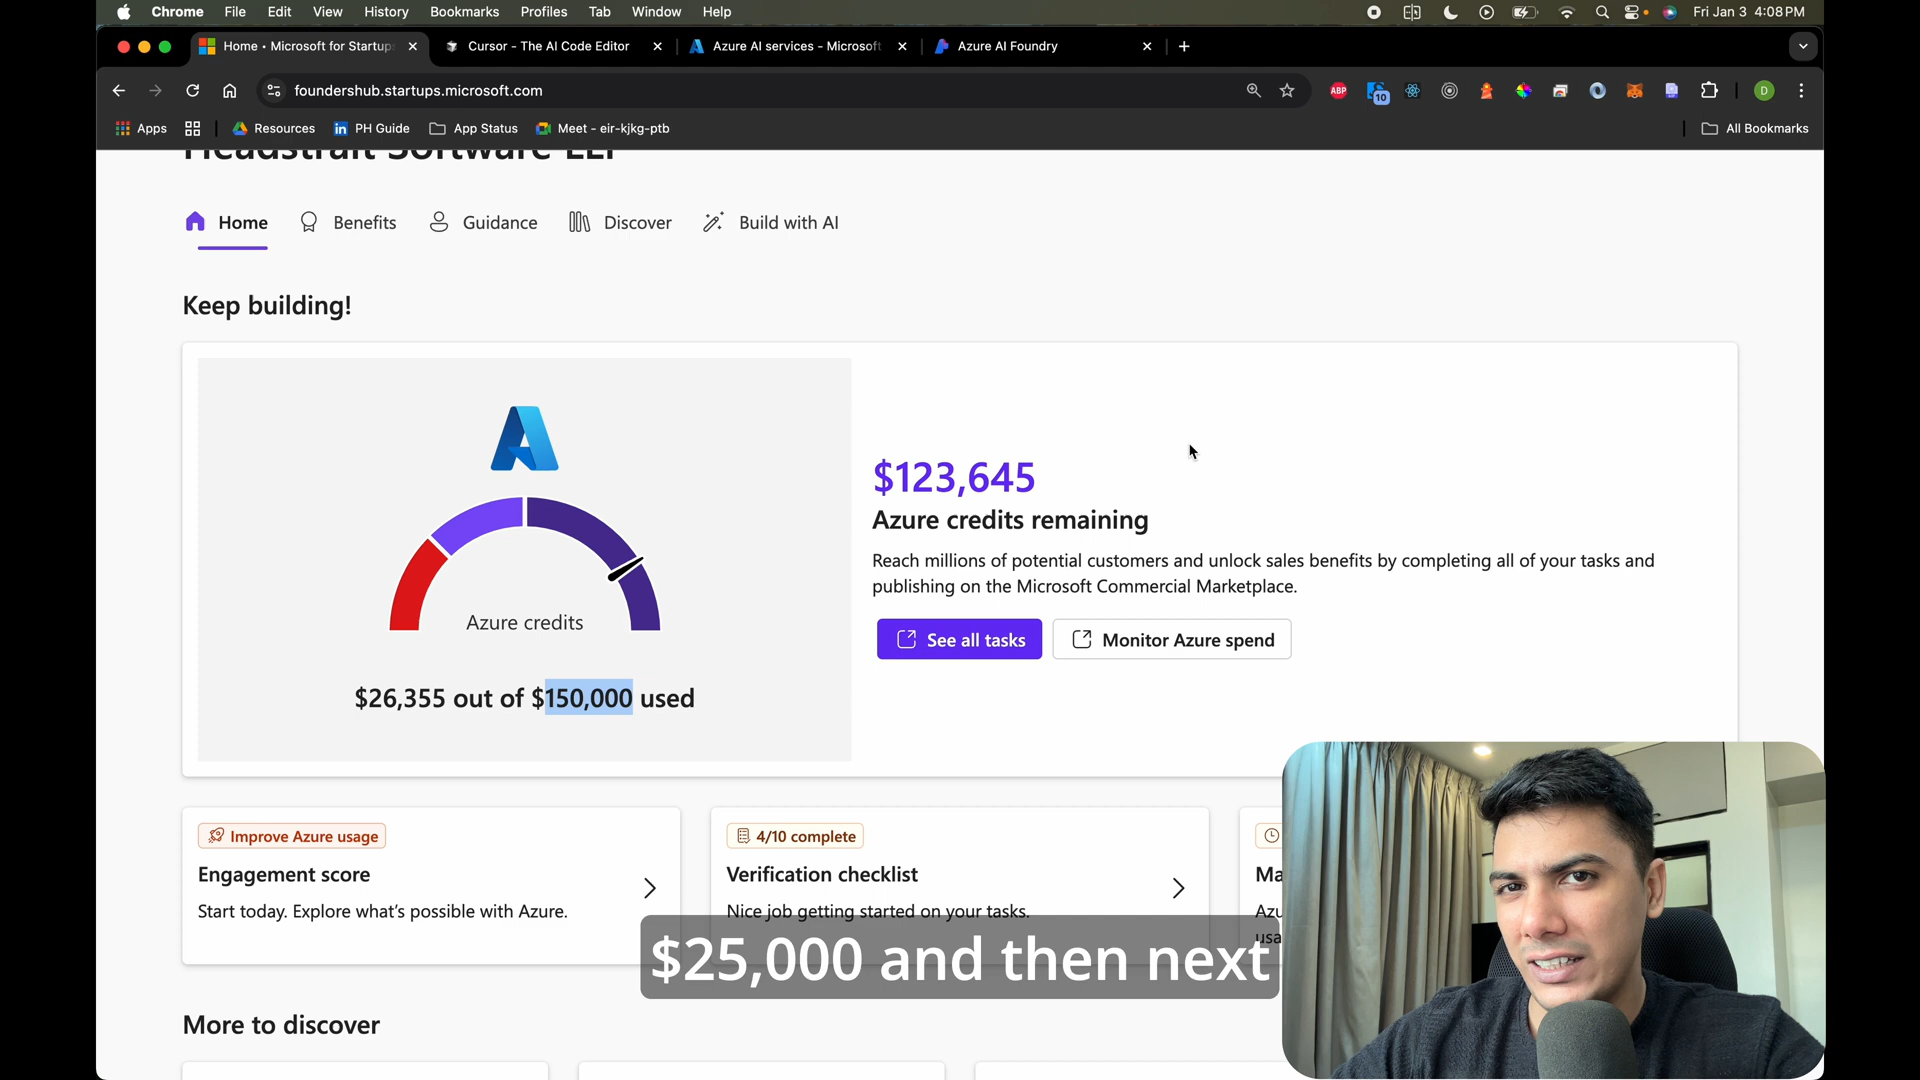 Chrome File Edit View History Bookmarks Profiles Tab Window Help Fri Jan 3 4:08 PM
Home • Microsoft for Startups Cursor - The AI Code Editor Azure AI services - Microsoft Azure AI Foundry
foundershub.startups.microsoft.com ABP 10 D
Apps Resources PH Guide App Status Meet - eir-kjkg-ptb All Bookmarks
Headstrait Software LLP
Home Benefits Guidance Discover Build with AI
Keep building!
$123,645
Azure credits remaining
Reach millions of potential customers and unlock sales benefits by completing all of your tasks and
publishing on the Microsoft Commercial Marketplace.
See all tasks Monitor Azure spend
Azure credits
$26,355 out of $150,000 used
Improve Azure usage
Engagement score
Start today. Explore what's possible with Azure.
4/10 complete
Verification checklist
Nice job getting started on your tasks.
$25,000 and then next
More to discover